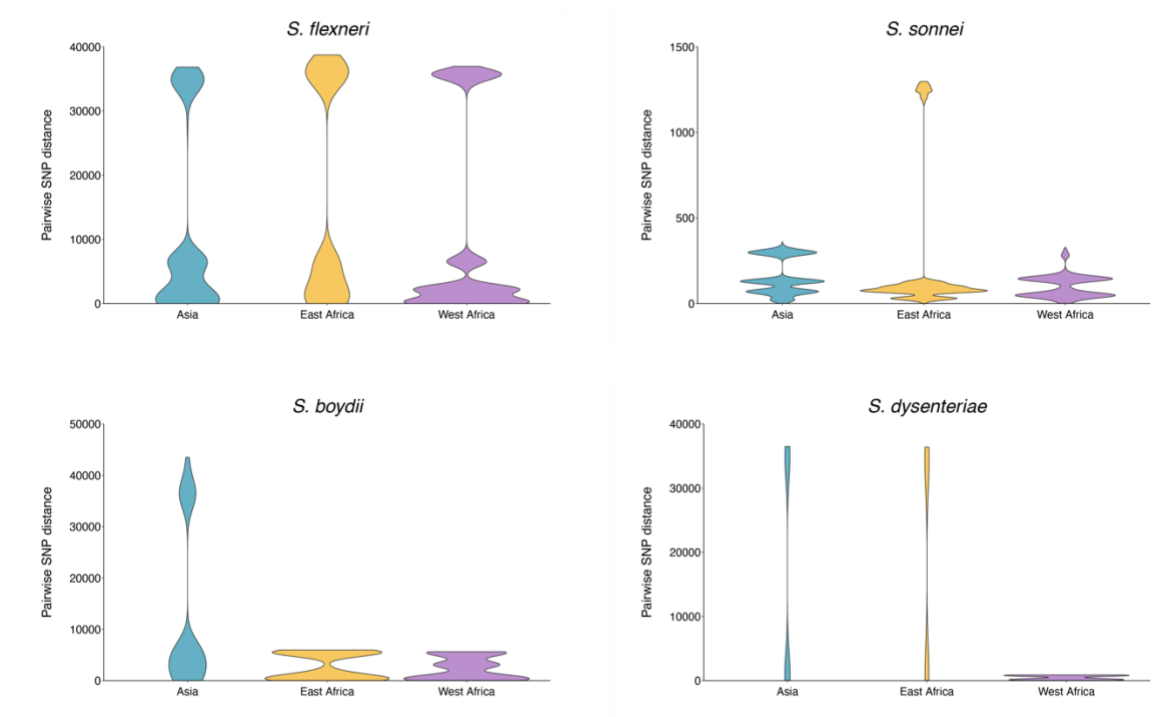 S. flexneri
Pairwise SNP distance
40000
30000
20000
10000
0
Asia
East Africa
West Africa
S. sonnei
Pairwise SNP distance
1500
1000
500
0
Asia
East Africa
West Africa
S. boydii
Pairwise SNP distance
50000
40000
30000
20000
10000
0
Asia
East Africa
West Africa
S. dysenteriae
Pairwise SNP distance
40000
30000
20000
10000
0
Asia
East Africa
West Africa